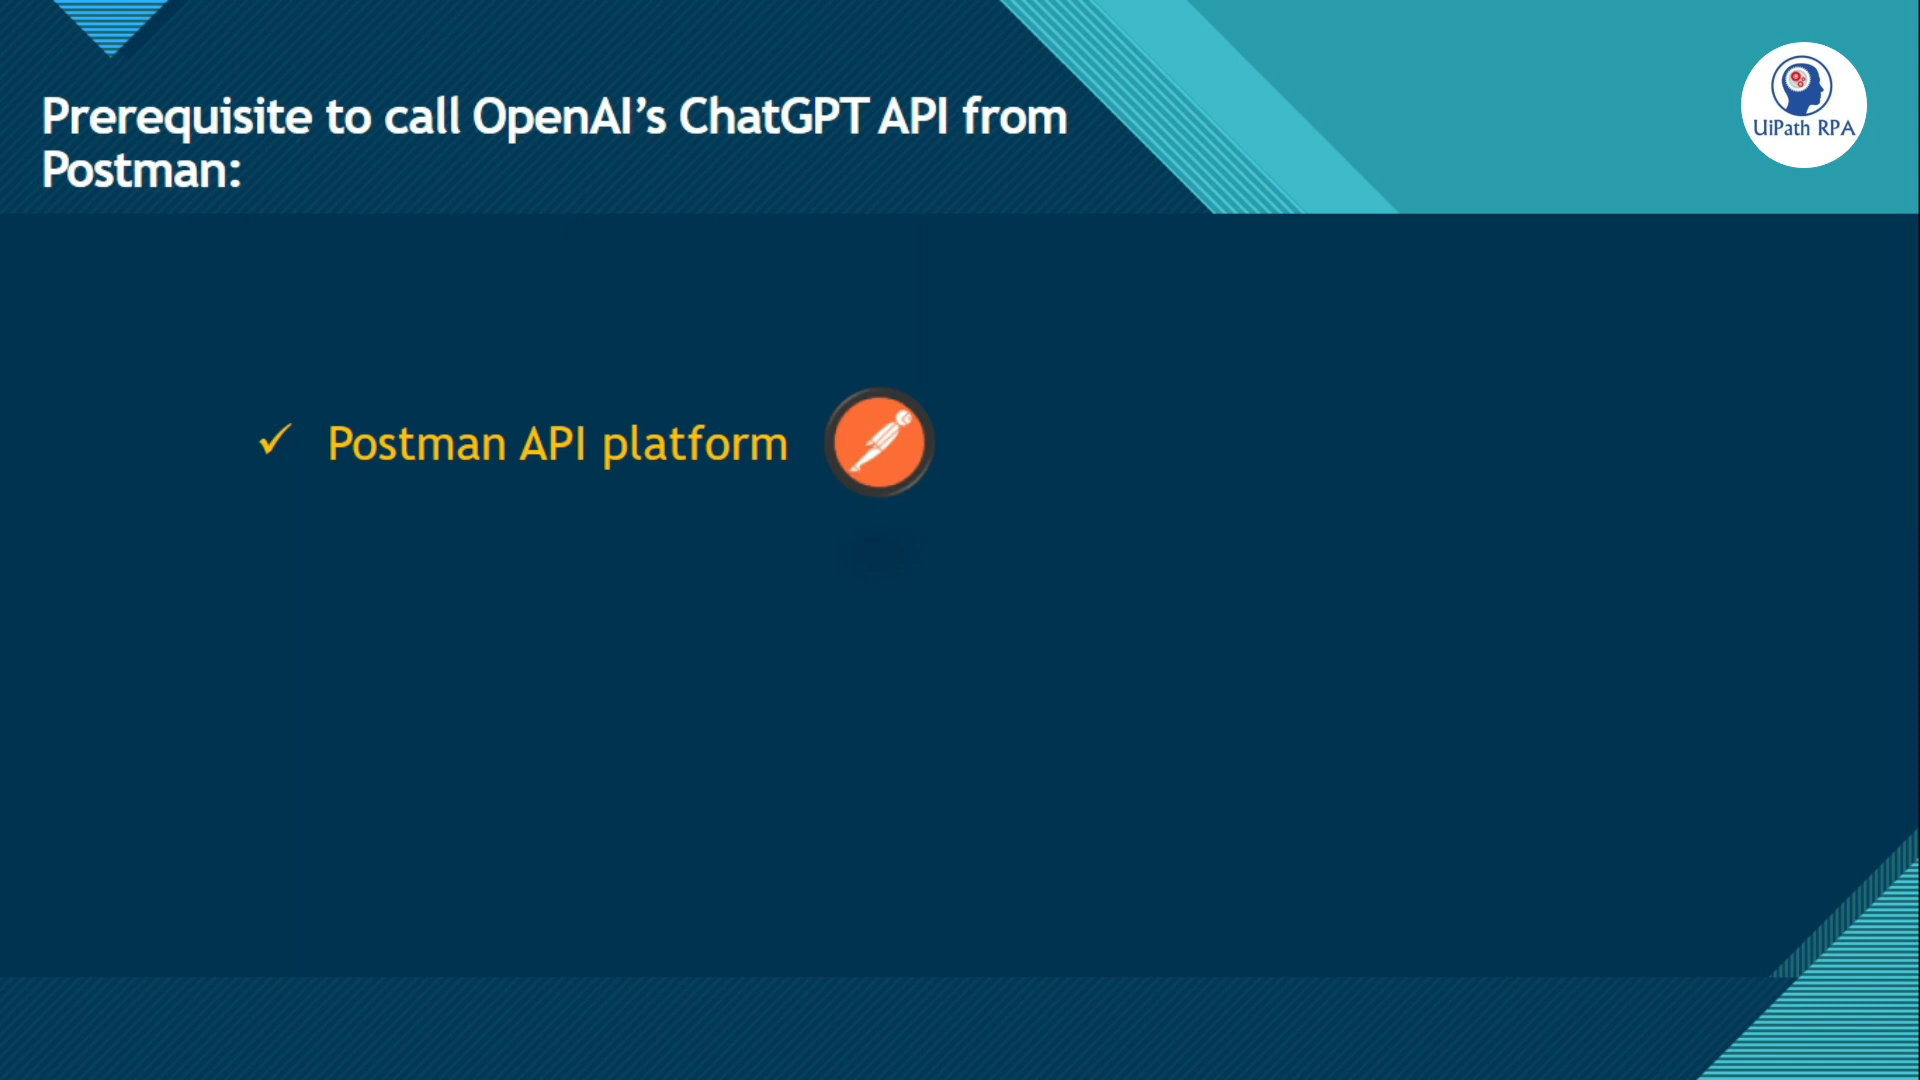 Prerequisite to call OpenAI’s ChatGPT API from
Postman:
UiPath RPA
✓ Postman API platform